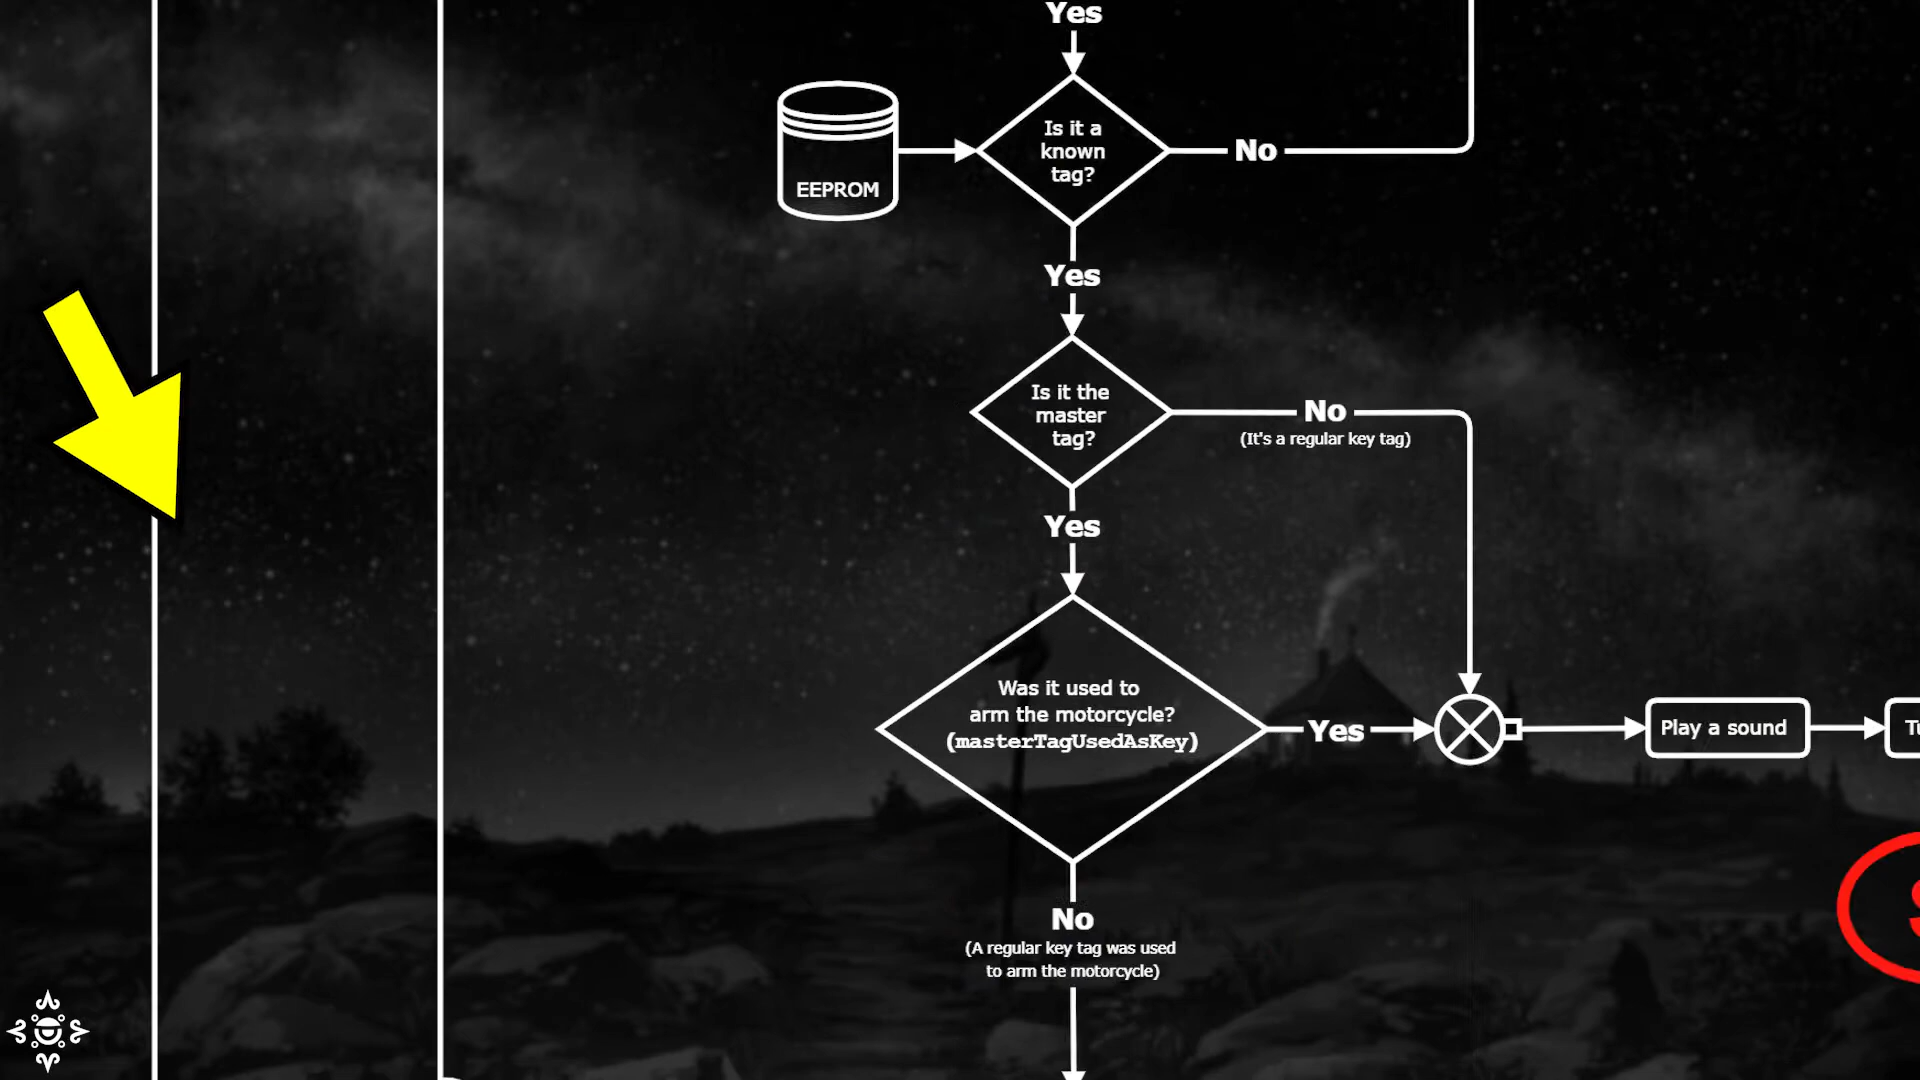 Yes
Is it a
known
tag?
No
EEPROM
Yes
Is it the
master
tag?
No
(It's a regular key tag)
Yes
Was it used to
arm the motorcycle?
(masterTagUsedAsKey)
Yes
Play a sound
No
(A regular key tag was used
to arm the motorcycle)